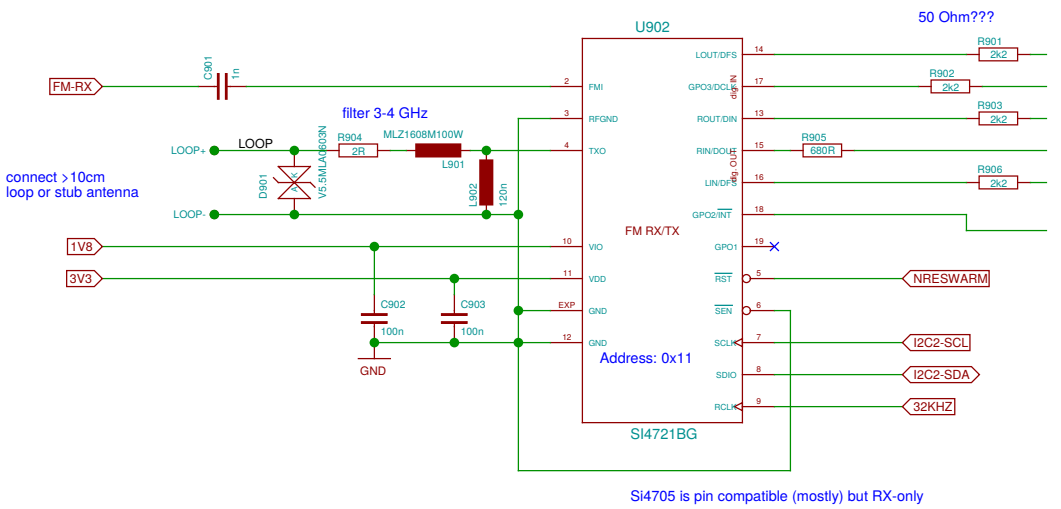 50 Ohm???
U902
R901
2k2
14
LOUT/DFS
C901
1n
FM-RX
2
FMI
GPO3/DCLK
dig. IN
17
R902
2k2
filter 3-4 GHz
3
RFGND
ROUT/DIN
13
R903
2k2
LOOP+
LOOP
R904
2R
MLZ1608M100W
L901
4
TXO
RIN/DOUT
dig. OUT
15
R905
680R
connect >10cm
loop or stub antenna
D901
A
K
V5.5MLA0603N
L902
120n
LIN/DFS
16
R906
2k2
LOOP-
GPO2/INT
18
FM RX/TX
1V8
10
VIO
GPO1
19
3V3
11
VDD
RST
5
NRESWARM
C902
100n
C903
100n
EXP
GND
SEN
6
12
GND
SCLK
7
I2C2-SCL
GND
Address: 0x11
SDIO
8
I2C2-SDA
RCLK
9
32KHZ
SI4721BG
Si4705 is pin compatible (mostly) but RX-only